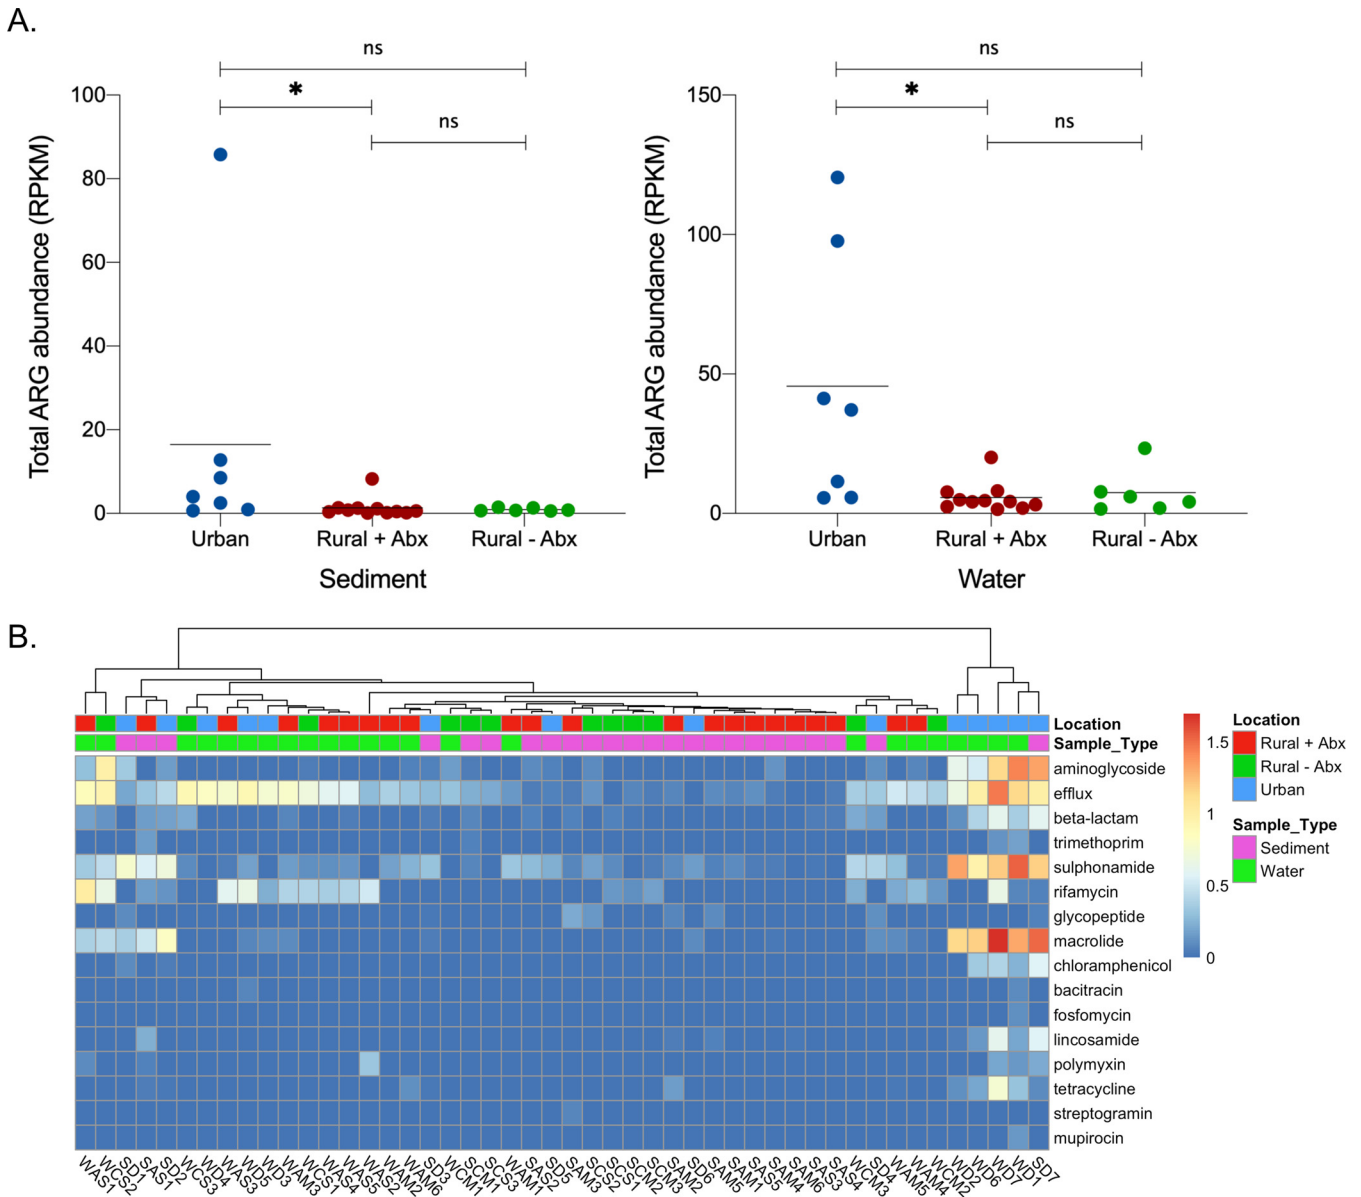 A.
ns
*
ns
100
80
60
40
20
0
Total ARG abundance (RPKM)
Urban
Rural + Abx
Rural - Abx
Sediment
ns
*
ns
150
100
50
0
Total ARG abundance (RPKM)
Urban
Rural + Abx
Rural - Abx
Water
B.
Location
Sample_Type
aminoglycoside
efflux
beta-lactam
trimethoprim
sulphonamide
rifamycin
glycopeptide
macrolide
chloramphenicol
bacitracin
fosfomycin
lincosamide
polymyxin
tetracycline
streptogramin
mupirocin
1.5
1
0.5
0
Location
Rural + Abx
Rural - Abx
Urban
Sample_Type
Sediment
Water
WAS1
WCS2
SD1
SAS1
SD2
WCS3
WD4
WAS3
WD5
WD3
WAM3
WCS1
WAS4
WAS5
WAS2
WAM2
WAM6
SD3
WCM1
SCM1
SCS3
WAM1
SAS2
SD5
SAM3
SCS2
SCS1
SCM2
SCM3
SAM2
SD6
SAM5
SAM1
SAS5
SAM4
SAM6
SAS3
SAS4
WCM3
SD4
WAM5
WAM4
WCM2
WD2
WD6
WD7
WD1
SD7